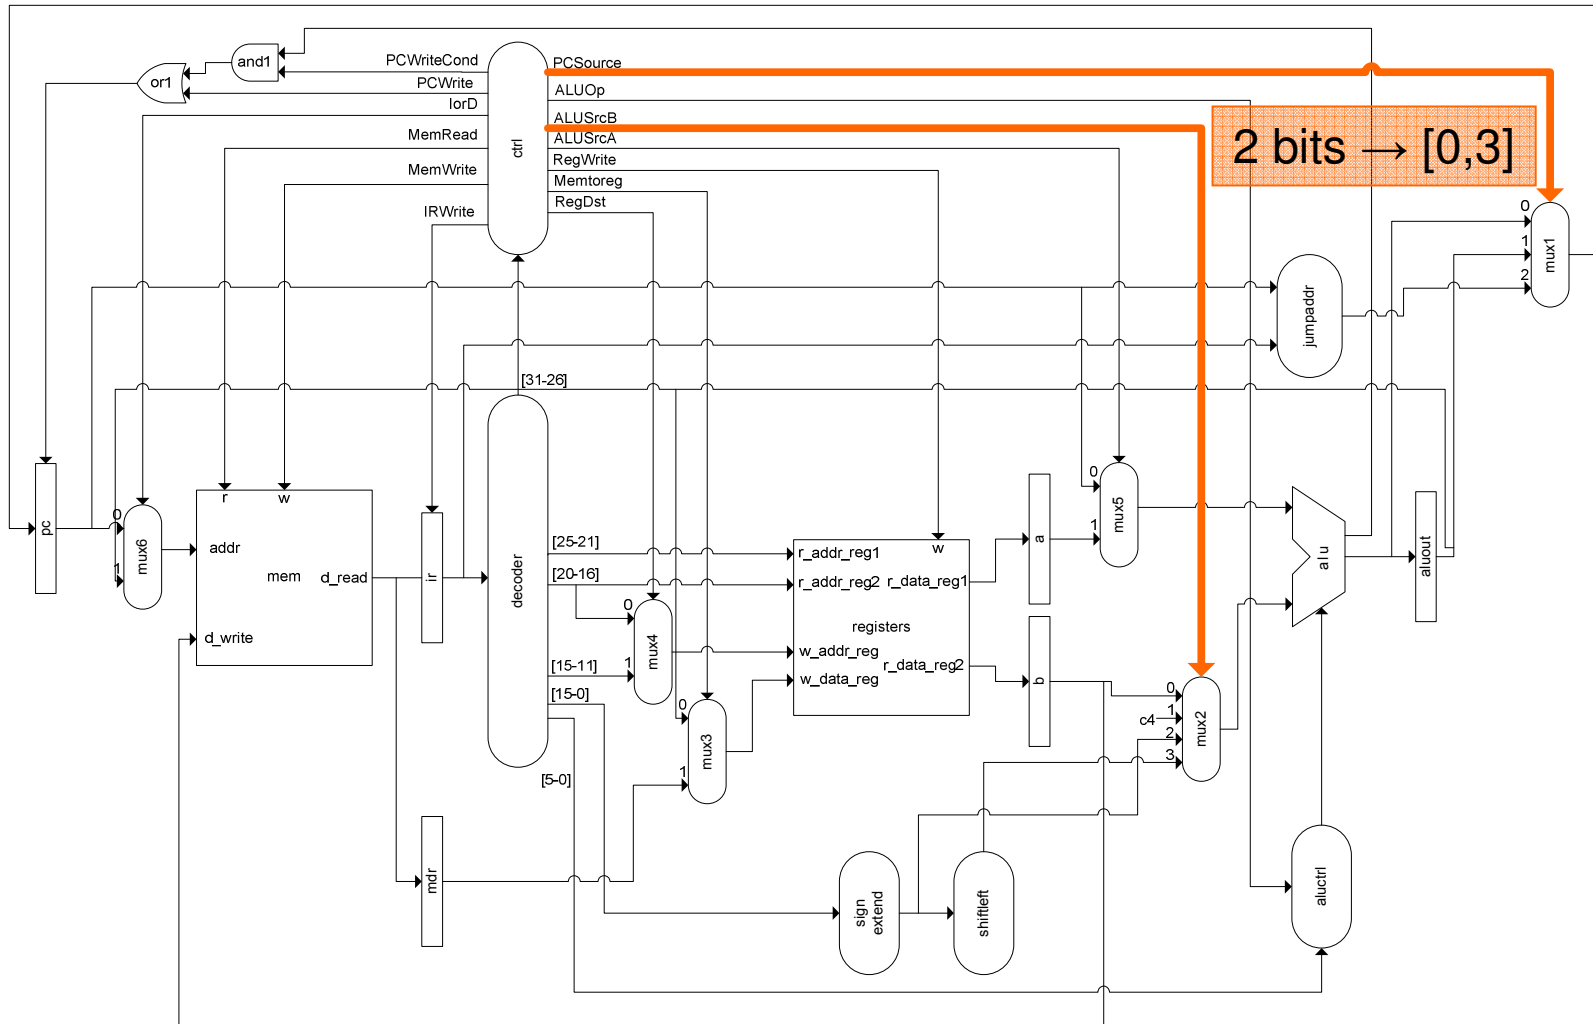 and1
or1
PCWriteCond
PCWrite
IorD
MemRead
MemWrite
IRWrite
ctrl
PCSource
ALUOp
ALUSrcB
ALUSrcA
RegWrite
Memtoreg
RegDst
2 bits → [0,3]
0
1
2
mux1
jumpaddr
[31-26]
pc
0
1
mux6
r
w
addr
mem
d_read
d_write
ir
decoder
[25-21]
[20-16]
[15-11]
[15-0]
[5-0]
0
1
mux4
0
1
mux3
w
r_addr_reg1
r_addr_reg2
r_data_reg1
registers
w_addr_reg
r_data_reg2
w_data_reg
a
b
0
1
mux5
0
c4
1
2
3
mux2
alu
aluout
mdr
sign
extend
shiftleft
aluctrl